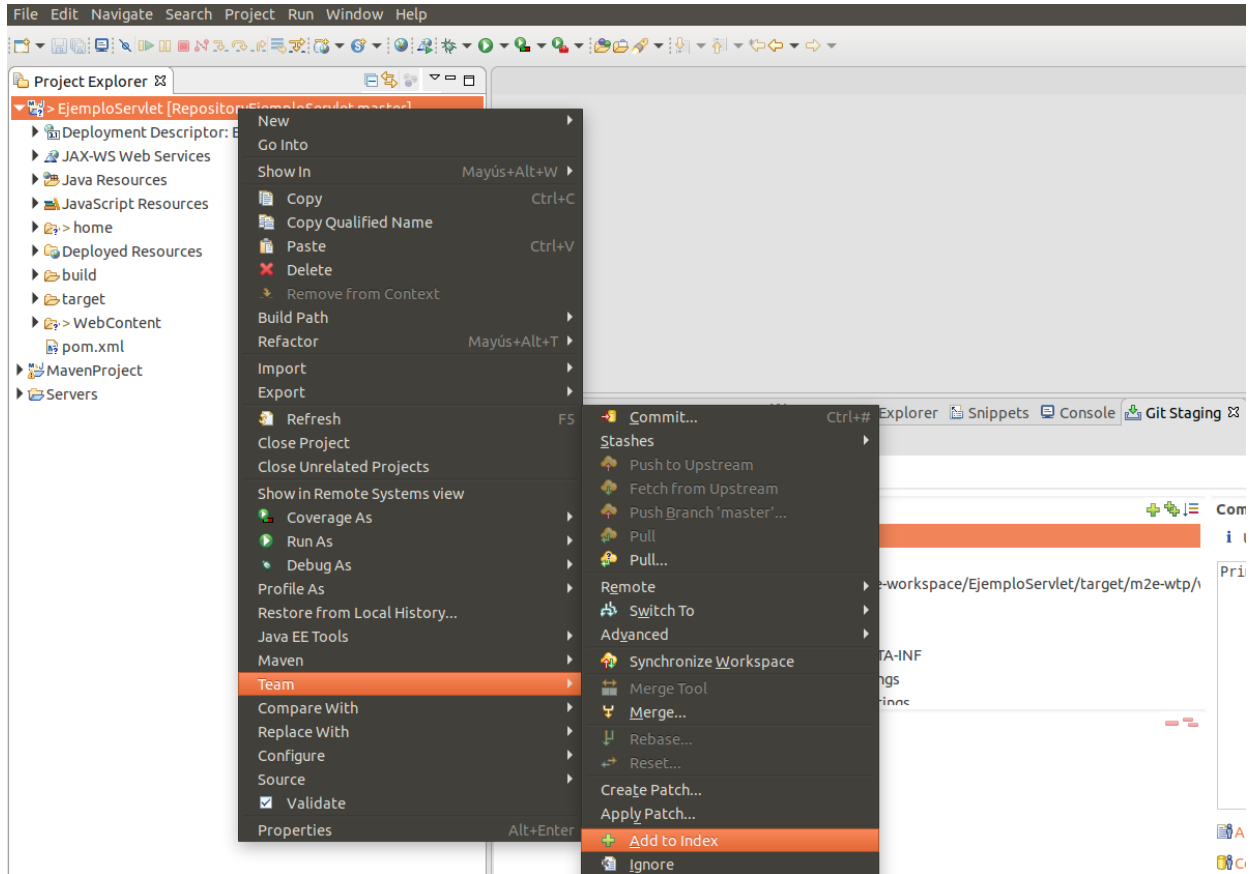 File Edit Navigate Search Project Run Window Help
Project Explorer
> EjemploServlet [RepositoryEjemploServlet master]
Deployment Descriptor: E
JAX-WS Web Services
Java Resources
JavaScript Resources
> home
Deployed Resources
build
target
> WebContent
pom.xml
MavenProject
Servers
New
Go Into
Show In Mayús+Alt+W
Copy Ctrl+C
Copy Qualified Name
Paste Ctrl+V
Delete
Remove from Context
Build Path
Refactor Mayús+Alt+T
Import
Export
Refresh F5
Close Project
Close Unrelated Projects
Show in Remote Systems view
Coverage As
Run As
Debug As
Profile As
Restore from Local History...
Java EE Tools
Maven
Team
Compare With
Replace With
Configure
Source
Validate
Properties Alt+Enter
Commit... Ctrl+#
Stashes
Push to Upstream
Fetch from Upstream
Push Branch 'master'...
Pull
Pull...
Remote
Switch To
Advanced
Synchronize Workspace
Merge Tool
Merge...
Rebase...
Reset...
Create Patch...
Apply Patch...
Add to Index
Ignore
Explorer Snippets Console Git Staging
Com
Pri
e-workspace/EjemploServlet/target/m2e-wtp/
TA-INF
ngs
A
Co